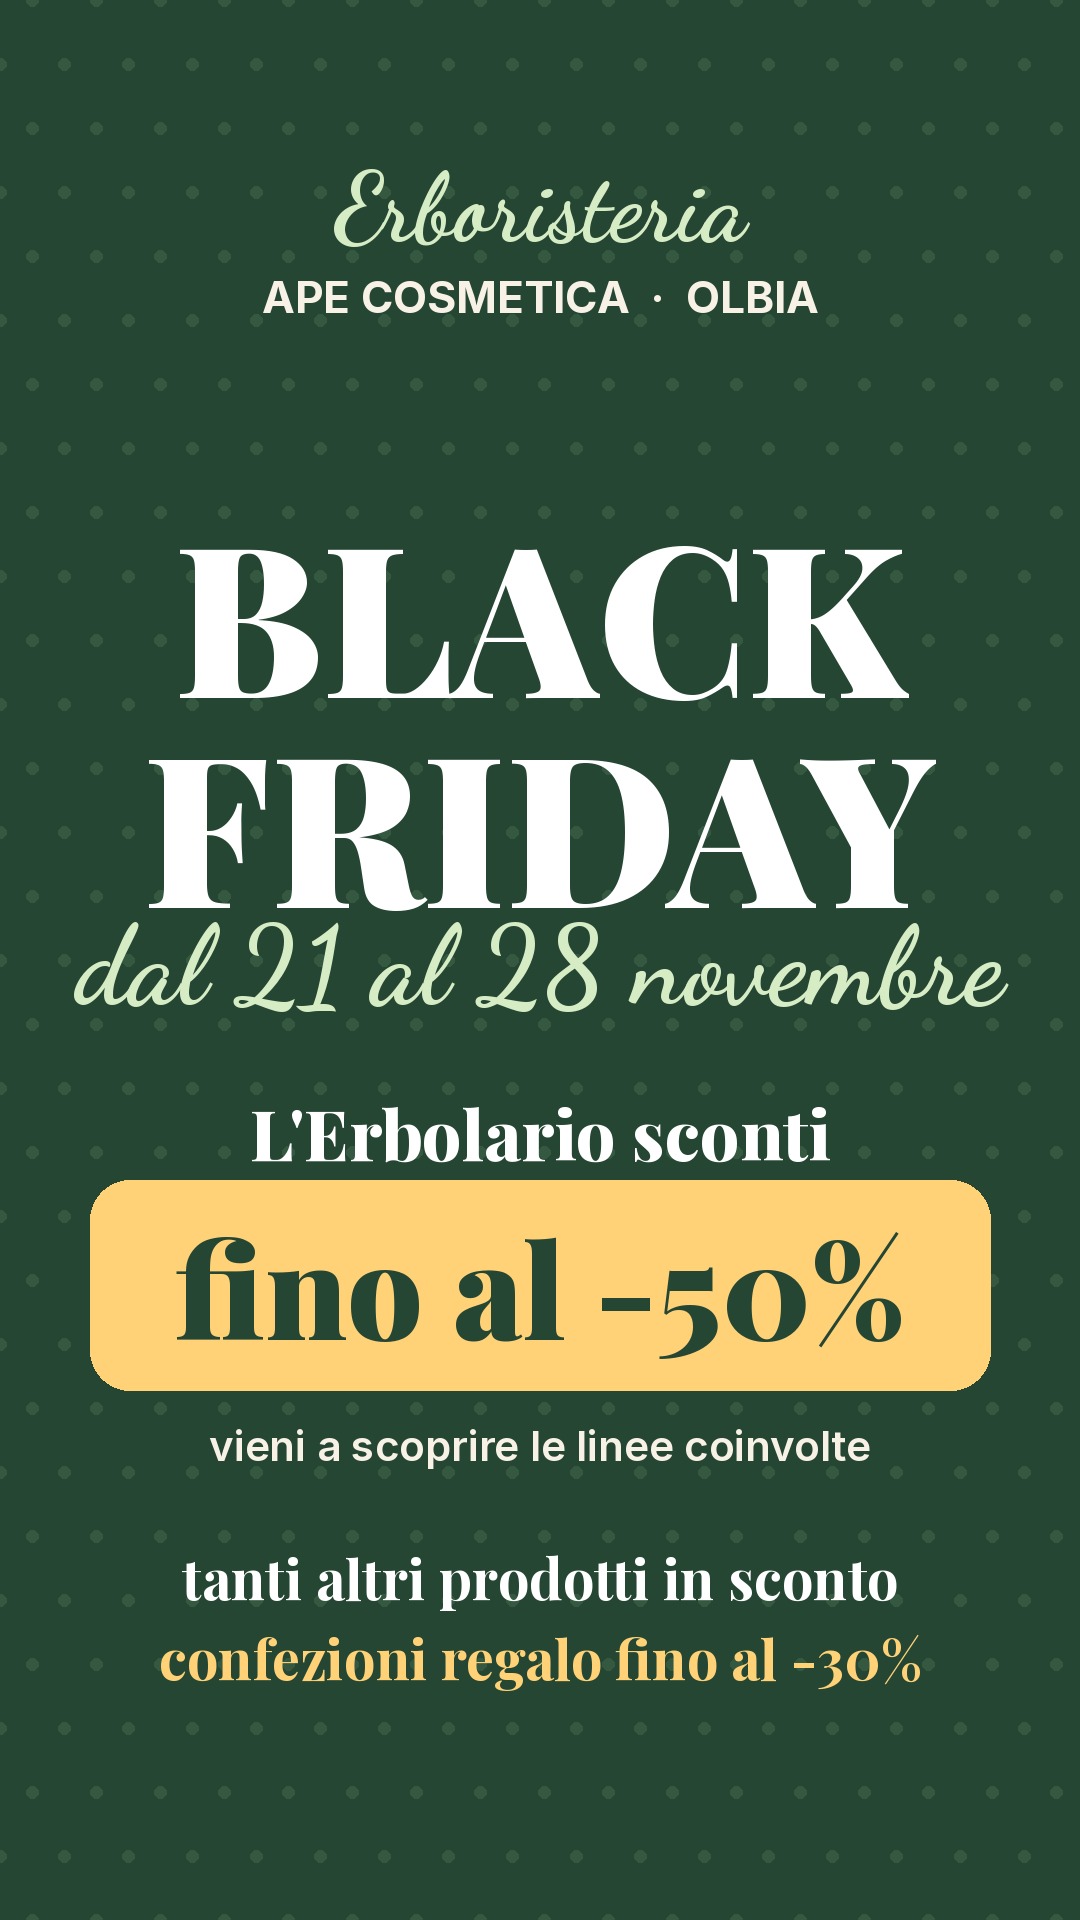 Erboristeria
APE COSMETICA · OLBIA
BLACK
FRIDAY
dal 21 al 28 novembre
L'Erbolario sconti
fino al -50%
vieni a scoprire le linee coinvolte
tanti altri prodotti in sconto
confezioni regalo fino al -30%